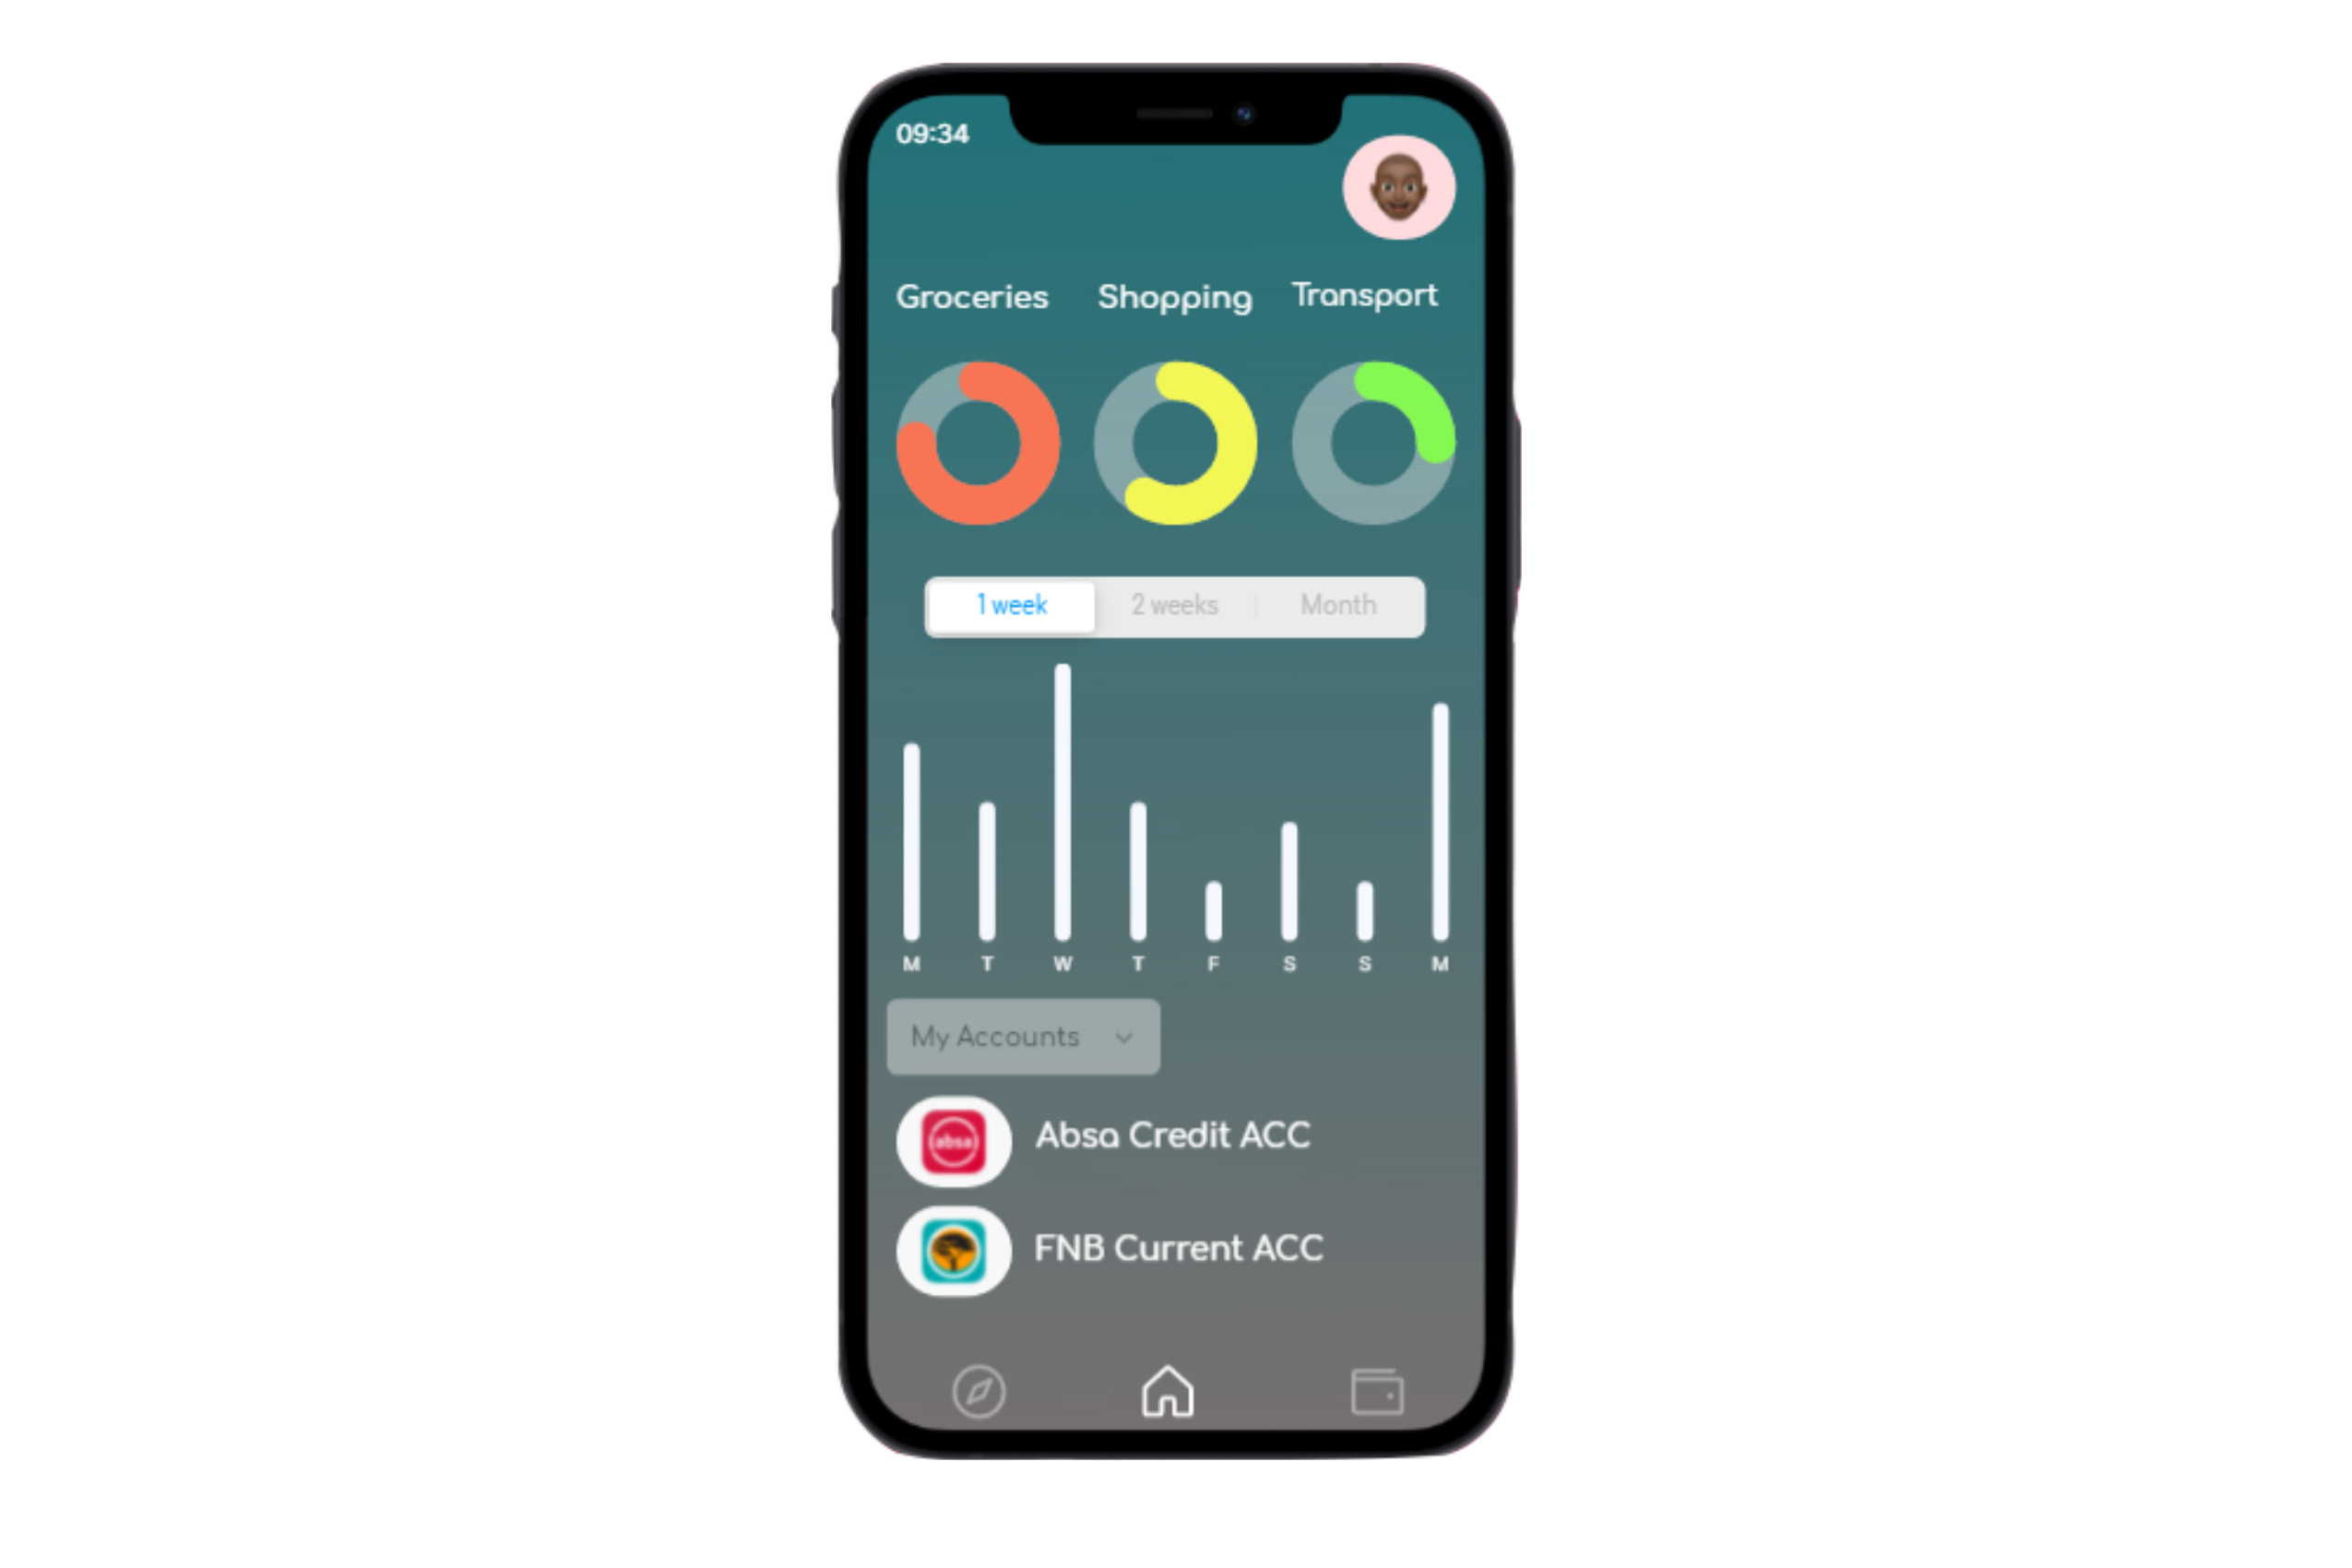 09:34
Groceries Shopping Transport
1 week 2 weeks Month
M T W T F S S M
My Accounts
absa
Absa Credit ACC
FNB Current ACC